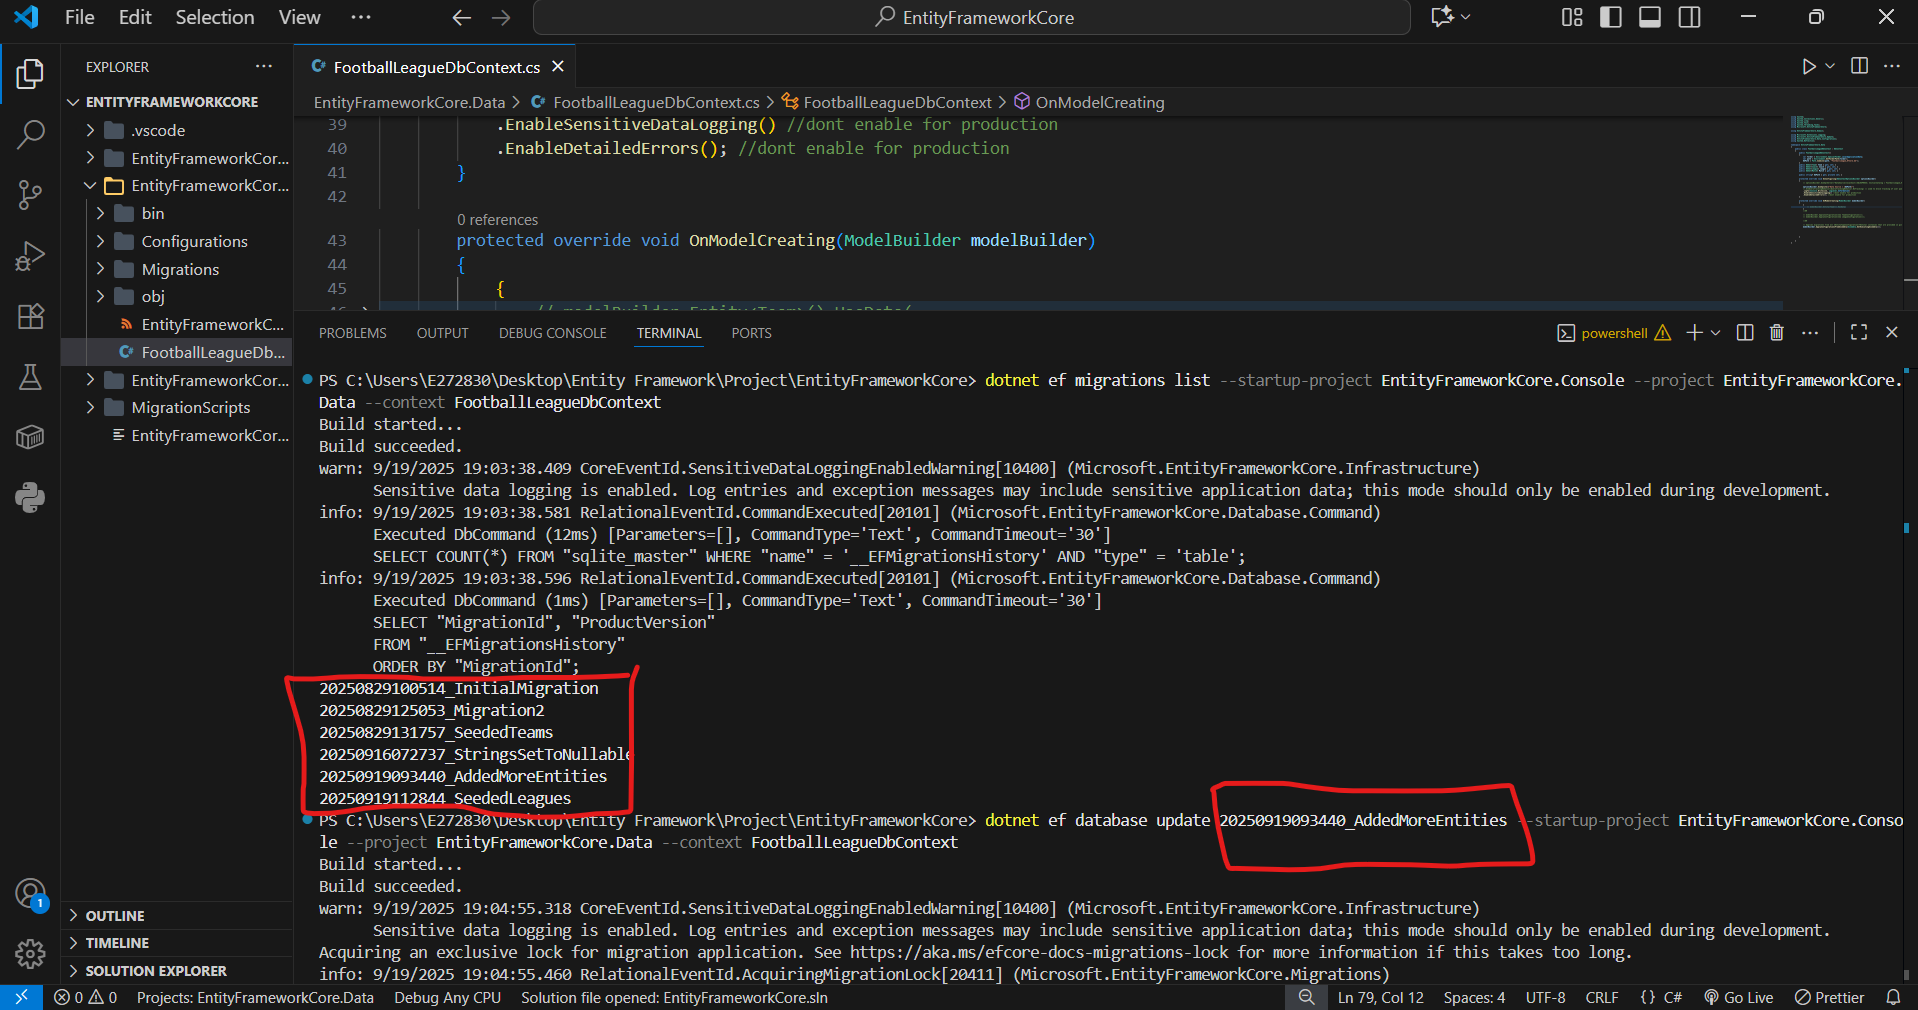 File Edit Selection View ··· EntityFrameworkCore
EXPLORER ···
ENTITYFRAMEWORKCORE
.vscode
EntityFrameworkCor...
EntityFrameworkCor...
bin
Configurations
Migrations
obj
EntityFrameworkC...
FootballLeagueDb...
EntityFrameworkCor...
MigrationScripts
EntityFrameworkCor...
OUTLINE
TIMELINE
SOLUTION EXPLORER
1
C# FootballLeagueDbContext.cs
EntityFrameworkCore.Data > C# FootballLeagueDbContext.cs > FootballLeagueDbContext > OnModelCreating
39 .EnableSensitiveDataLogging() //dont enable for production
40 .EnableDetailedErrors(); //dont enable for production
41 }
42
0 references
43 protected override void OnModelCreating(ModelBuilder modelBuilder)
44 {
45 {
PROBLEMS OUTPUT DEBUG CONSOLE TERMINAL PORTS powershell
PS C:\Users\E272830\Desktop\Entity Framework\Project\EntityFrameworkCore> dotnet ef migrations list --startup-project EntityFrameworkCore.Console --project EntityFrameworkCore.
Data --context FootballLeagueDbContext
Build started...
Build succeeded.
warn: 9/19/2025 19:03:38.409 CoreEventId.SensitiveDataLoggingEnabledWarning[10400] (Microsoft.EntityFrameworkCore.Infrastructure)
Sensitive data logging is enabled. Log entries and exception messages may include sensitive application data; this mode should only be enabled during development.
info: 9/19/2025 19:03:38.581 RelationalEventId.CommandExecuted[20101] (Microsoft.EntityFrameworkCore.Database.Command)
Executed DbCommand (12ms) [Parameters=[], CommandType='Text', CommandTimeout='30']
SELECT COUNT(*) FROM "sqlite_master" WHERE "name" = '__EFMigrationsHistory' AND "type" = 'table';
info: 9/19/2025 19:03:38.596 RelationalEventId.CommandExecuted[20101] (Microsoft.EntityFrameworkCore.Database.Command)
Executed DbCommand (1ms) [Parameters=[], CommandType='Text', CommandTimeout='30']
SELECT "MigrationId", "ProductVersion"
FROM "__EFMigrationsHistory"
ORDER BY "MigrationId";
20250829100514_InitialMigration
20250829125053_Migration2
20250829131757_SeededTeams
20250916072737_StringsSetToNullable
20250919093440_AddedMoreEntities
20250919112844_SeededLeagues
PS C:\Users\E272830\Desktop\Entity Framework\Project\EntityFrameworkCore> dotnet ef database update 20250919093440_AddedMoreEntities --startup-project EntityFrameworkCore.Conso
le --project EntityFrameworkCore.Data --context FootballLeagueDbContext
Build started...
Build succeeded.
warn: 9/19/2025 19:04:55.318 CoreEventId.SensitiveDataLoggingEnabledWarning[10400] (Microsoft.EntityFrameworkCore.Infrastructure)
Sensitive data logging is enabled. Log entries and exception messages may include sensitive application data; this mode should only be enabled during development.
Acquiring an exclusive lock for migration application. See https://aka.ms/efcore-docs-migrations-lock for more information if this takes too long.
info: 9/19/2025 19:04:55.460 RelationalEventId.AcquiringMigrationLock[20411] (Microsoft.EntityFrameworkCore.Migrations)
0 0 Projects: EntityFrameworkCore.Data Debug Any CPU Solution file opened: EntityFrameworkCore.sln Ln 79, Col 12 Spaces: 4 UTF-8 CRLF {} C# Go Live Prettier